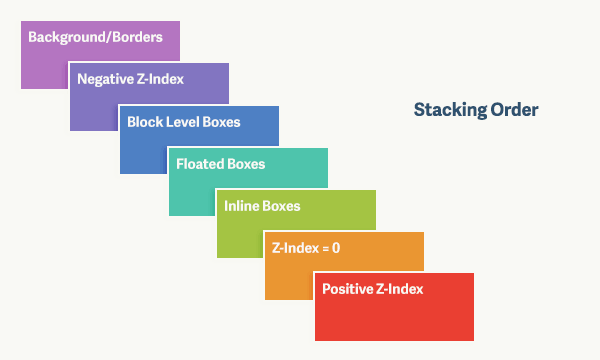 Background/Borders
Negative Z-Index
Stacking Order
Block Level Boxes
Floated Boxes
Inline Boxes
Z-Index = 0
Positive Z-Index